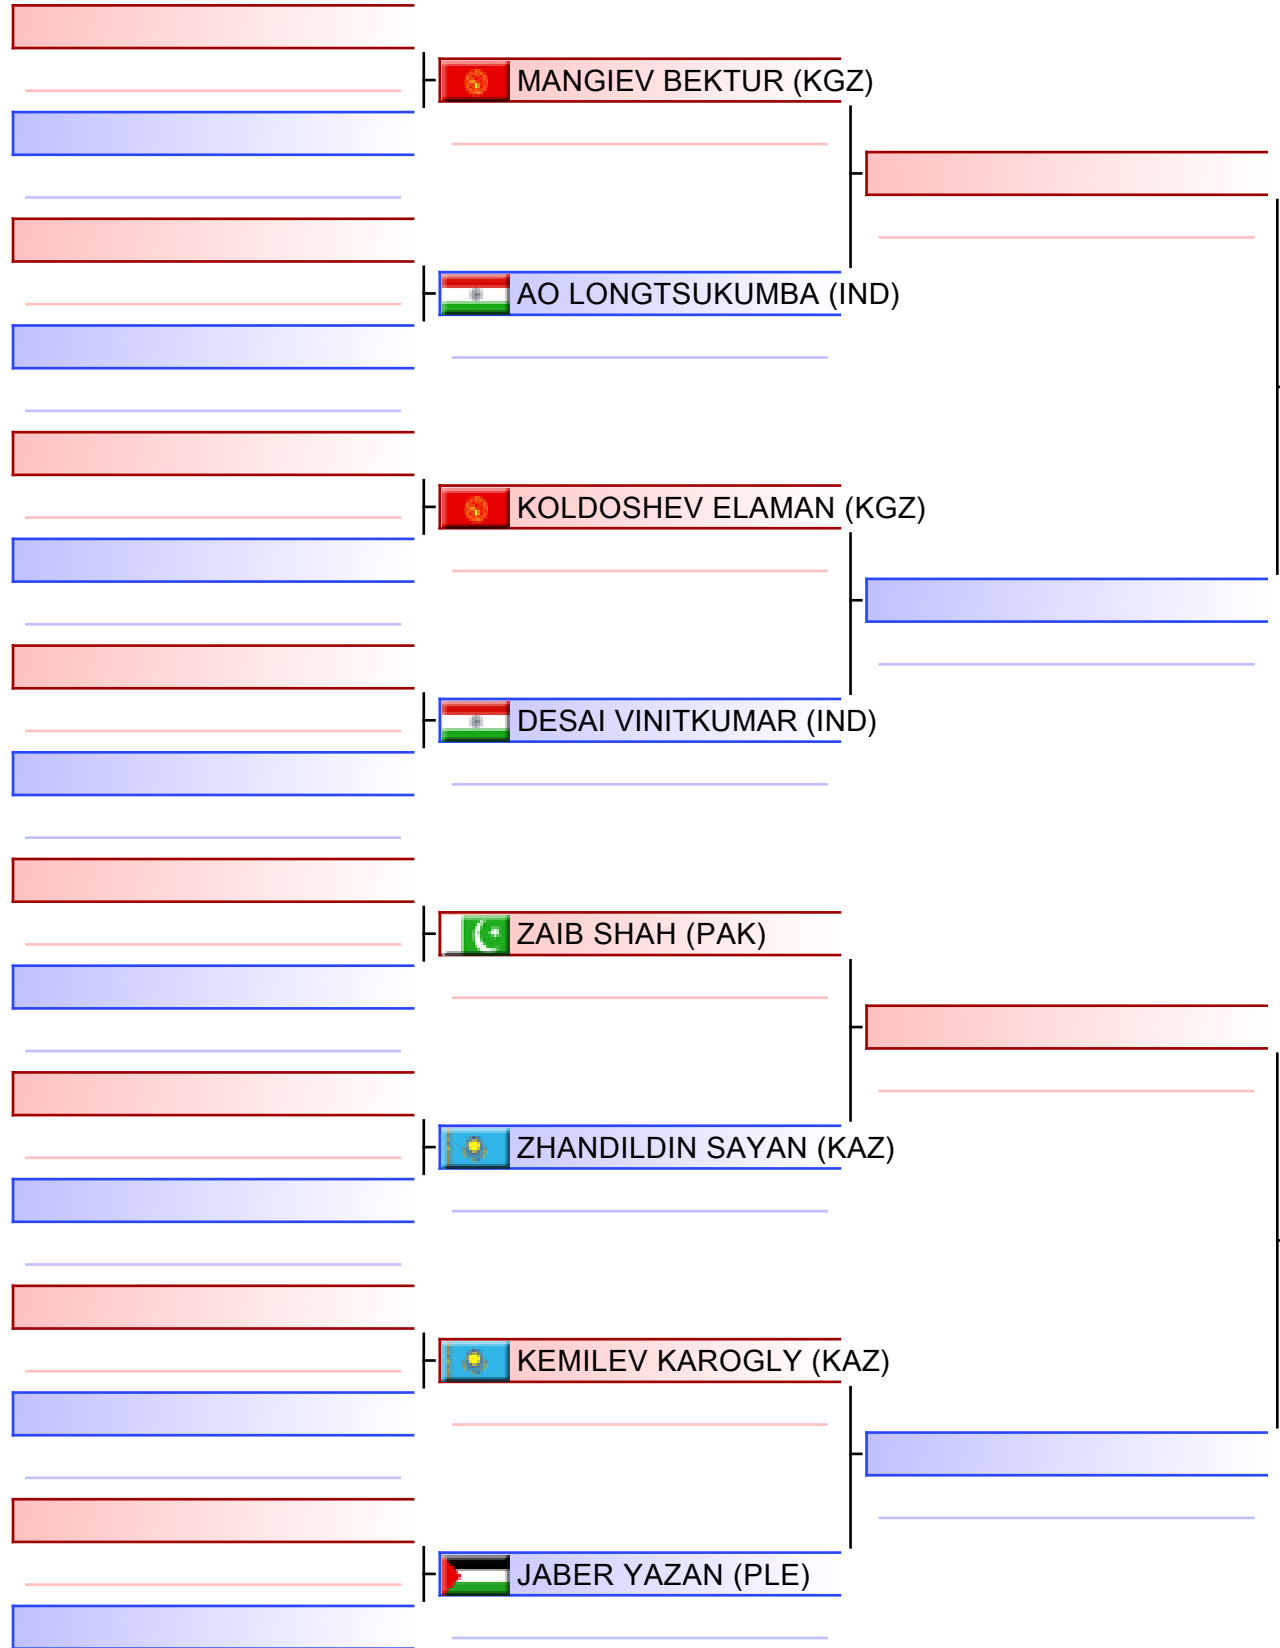 MANGIEV BEKTUR (KGZ)
AO LONGTSUKUMBA (IND)
KOLDOSHEV ELAMAN (KGZ)
DESAI VINITKUMAR (IND)
ZAIB SHAH (PAK)
ZHANDILDIN SAYAN (KAZ)
KEMILEV KAROGLY (KAZ)
JABER YAZAN (PLE)